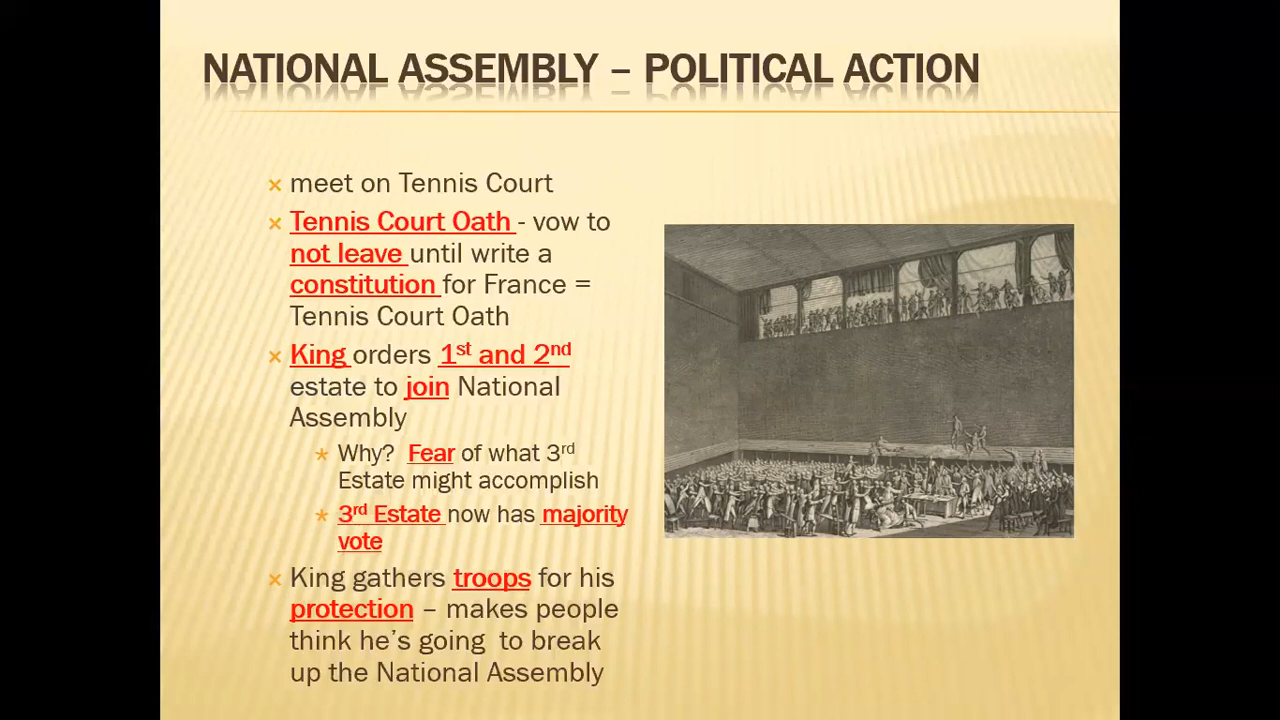 NATIONAL ASSEMBLY – POLITICAL ACTION
meet on Tennis Court
Tennis Court Oath - vow to
not leave until write a
constitution for France =
Tennis Court Oath
King orders 1st and 2nd
estate to join National
Assembly
Why? Fear of what 3rd
Estate might accomplish
3rd Estate now has majority
vote
King gathers troops for his
protection – makes people
think he's going to break
up the National Assembly